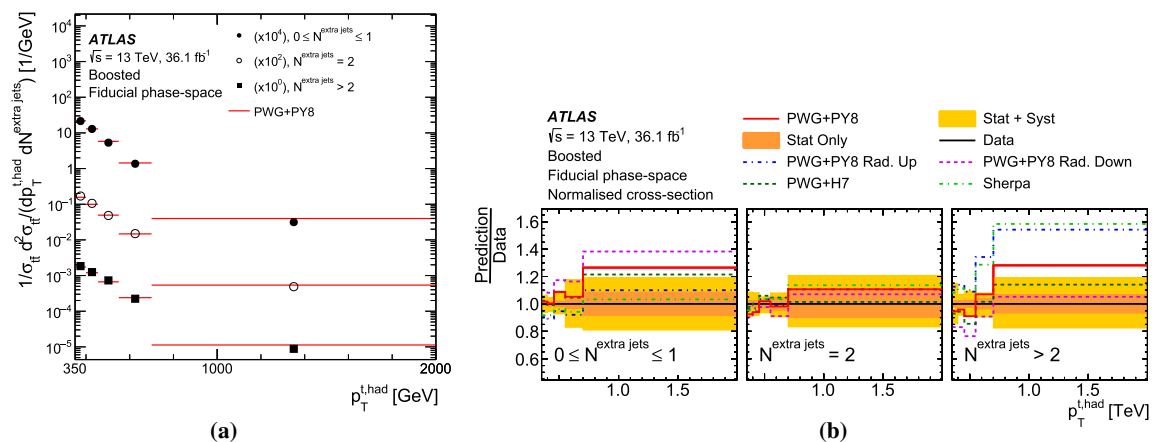 ATLAS
√s = 13 TeV, 36.1 fb⁻¹
Boosted
Fiducial phase-space
(x10⁴), 0 ≤ N^extra jets ≤ 1
(x10²), N^extra jets = 2
(x10⁰), N^extra jets > 2
PWG+PY8
1/σ_tt̄ d²σ_tt̄/(dp_T^t,had dN^extra jets) [1/GeV]
10⁴
10³
10²
10
1
10⁻¹
10⁻²
10⁻³
10⁻⁴
10⁻⁵
350 1000 2000
p_T^t,had [GeV]
(a)
ATLAS
√s = 13 TeV, 36.1 fb⁻¹
Boosted
Fiducial phase-space
Normalised cross-section
PWG+PY8 Stat + Syst
Stat Only Data
PWG+PY8 Rad. Up PWG+PY8 Rad. Down
PWG+H7 Sherpa
Prediction
Data
1.6
1.4
1.2
1.0
0.8
0.6
0 ≤ N^extra jets ≤ 1 N^extra jets = 2 N^extra jets > 2
1.0 1.5 1.0 1.5 1.0 1.5
p_T^t,had [TeV]
(b)